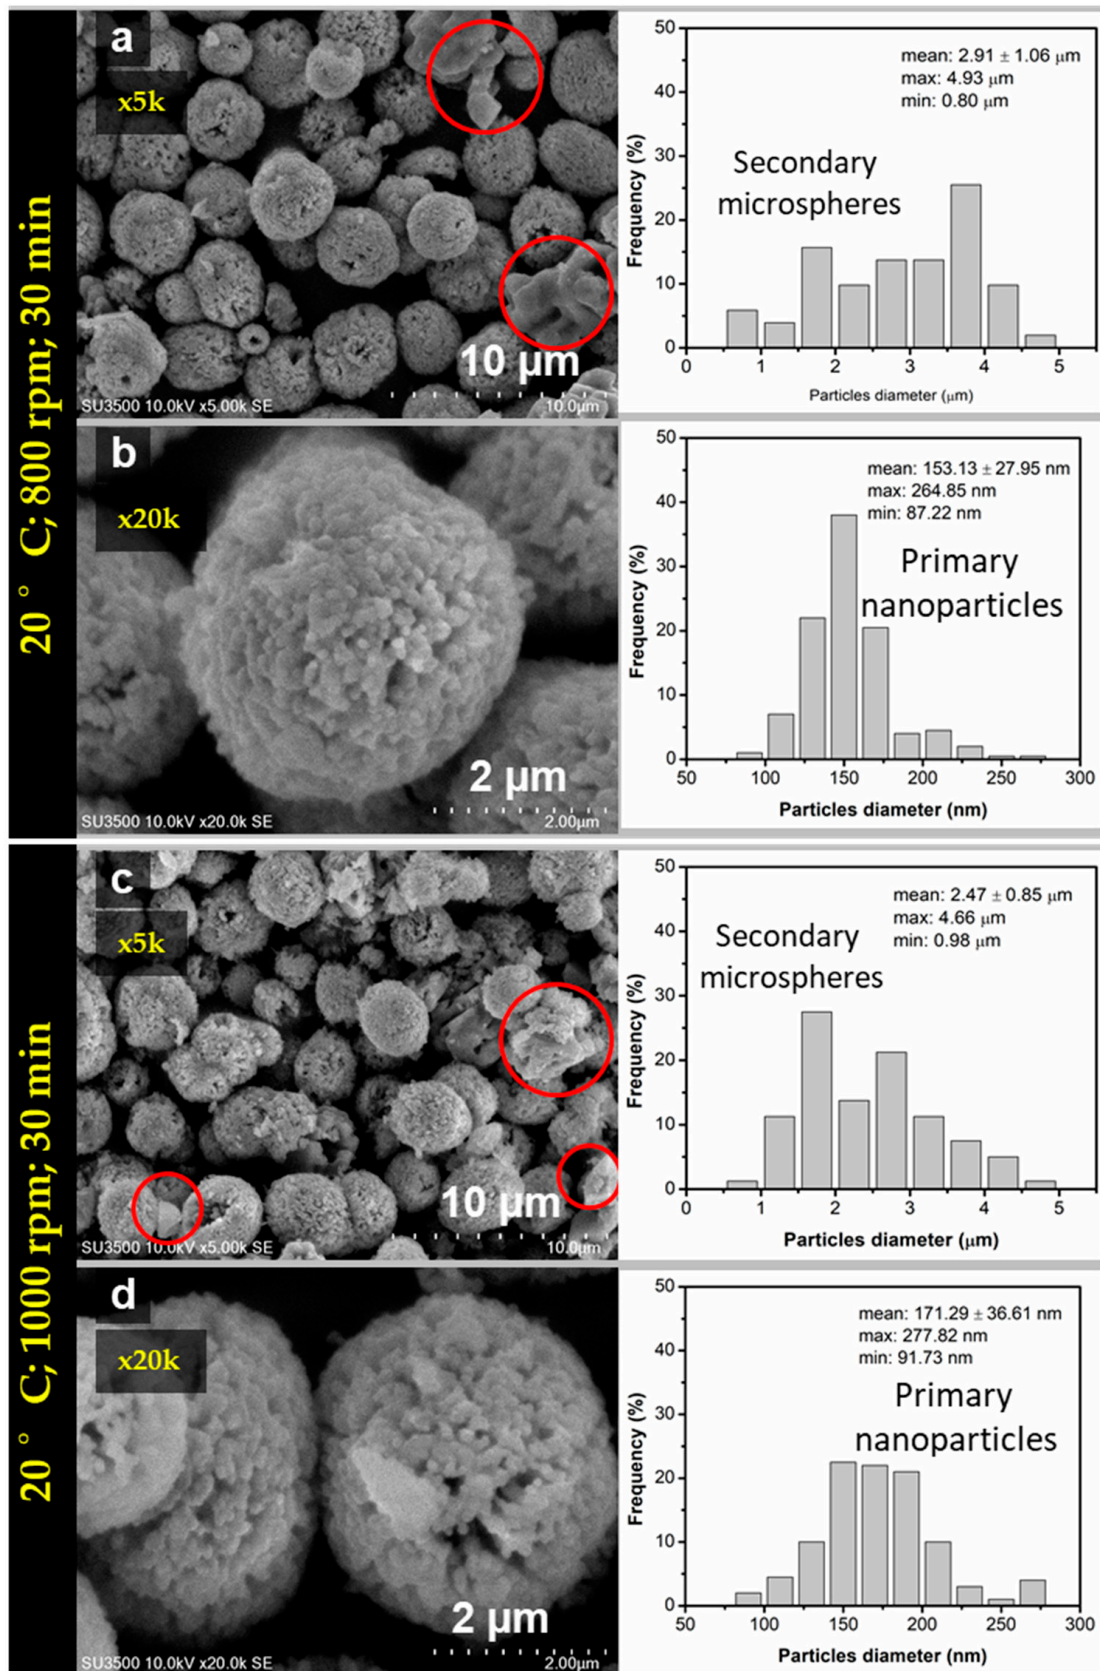 20 ° C; 800 rpm; 30 min
a
x5k
10 µm
SU3500 10.0kV x5.00k SE
10.0µm
50
40
30
20
10
0
Frequency (%)
mean: 2.91 ± 1.06 µm
max: 4.93 µm
min: 0.80 µm
Secondary
microspheres
0 1 2 3 4 5
Particles diameter (µm)
b
x20k
2 µm
SU3500 10.0kV x20.0k SE
2.00µm
50
40
30
20
10
0
Frequency (%)
mean: 153.13 ± 27.95 nm
max: 264.85 nm
min: 87.22 nm
Primary
nanoparticles
50 100 150 200 250 300
Particles diameter (nm)
20 ° C; 1000 rpm; 30 min
c
x5k
10 µm
SU3500 10.0kV x5.00k SE
10.0µm
50
40
30
20
10
0
Frequency (%)
mean: 2.47 ± 0.85 µm
max: 4.66 µm
min: 0.98 µm
Secondary
microspheres
0 1 2 3 4 5
Particles diameter (µm)
d
x20k
2 µm
SU3500 10.0kV x20.0k SE
2.00µm
50
40
30
20
10
0
Frequency (%)
mean: 171.29 ± 36.61 nm
max: 277.82 nm
min: 91.73 nm
Primary
nanoparticles
50 100 150 200 250 300
Particles diameter (nm)